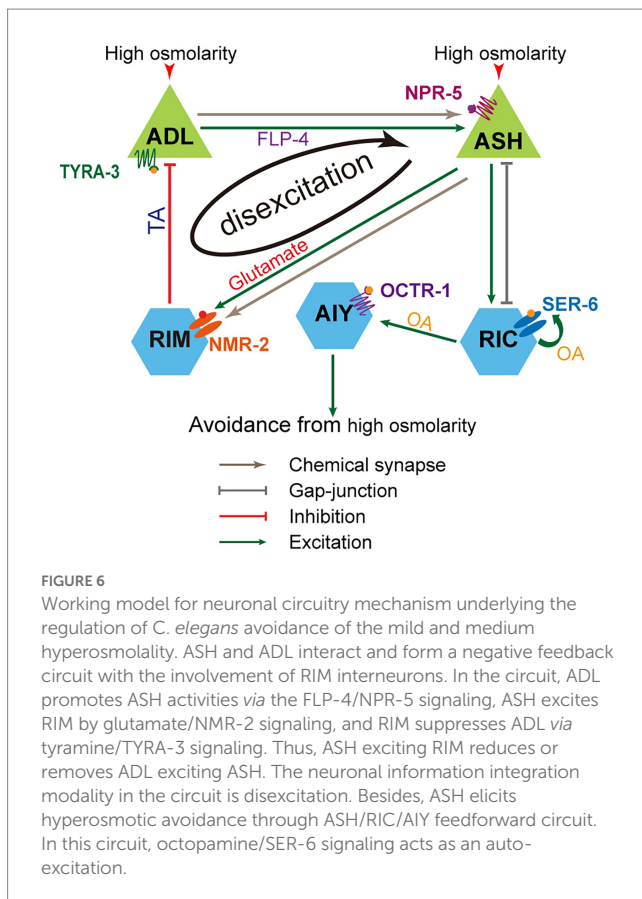 High osmolarity
High osmolarity
NPR-5
ADL
FLP-4
ASH
TYRA-3
disexcitation
TA
Glutamate
OCTR-1
AIY
SER-6
RIM
NMR-2
OA
RIC
OA
Avoidance from high osmolarity
Chemical synapse
Gap-junction
Inhibition
Excitation
FIGURE 6
Working model for neuronal circuitry mechanism underlying the
regulation of C. elegans avoidance of the mild and medium
hyperosmolality. ASH and ADL interact and form a negative feedback
circuit with the involvement of RIM interneurons. In the circuit, ADL
promotes ASH activities via the FLP-4/NPR-5 signaling, ASH excites
RIM by glutamate/NMR-2 signaling, and RIM suppresses ADL via
tyramine/TYRA-3 signaling. Thus, ASH exciting RIM reduces or
removes ADL exciting ASH. The neuronal information integration
modality in the circuit is disexcitation. Besides, ASH elicits
hyperosmotic avoidance through ASH/RIC/AIY feedforward circuit.
In this circuit, octopamine/SER-6 signaling acts as an auto-
excitation.